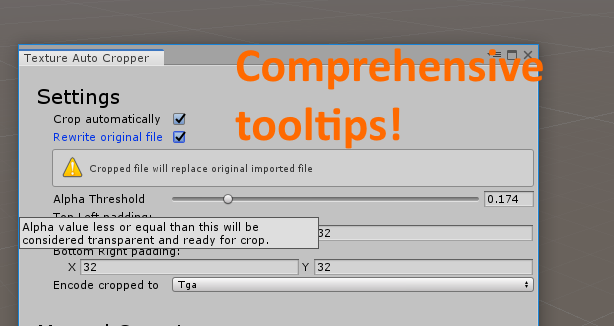 Texture Auto Cropper
Comprehensive
tooltips!
Settings
Crop automatically
Rewrite original file
Cropped file will replace original imported file
Alpha Threshold
0.174
Top Left padding:
Alpha value less or equal than this will be
considered transparent and ready for crop.
32
Bottom Right padding:
X 32 Y 32
Encode cropped to Tga